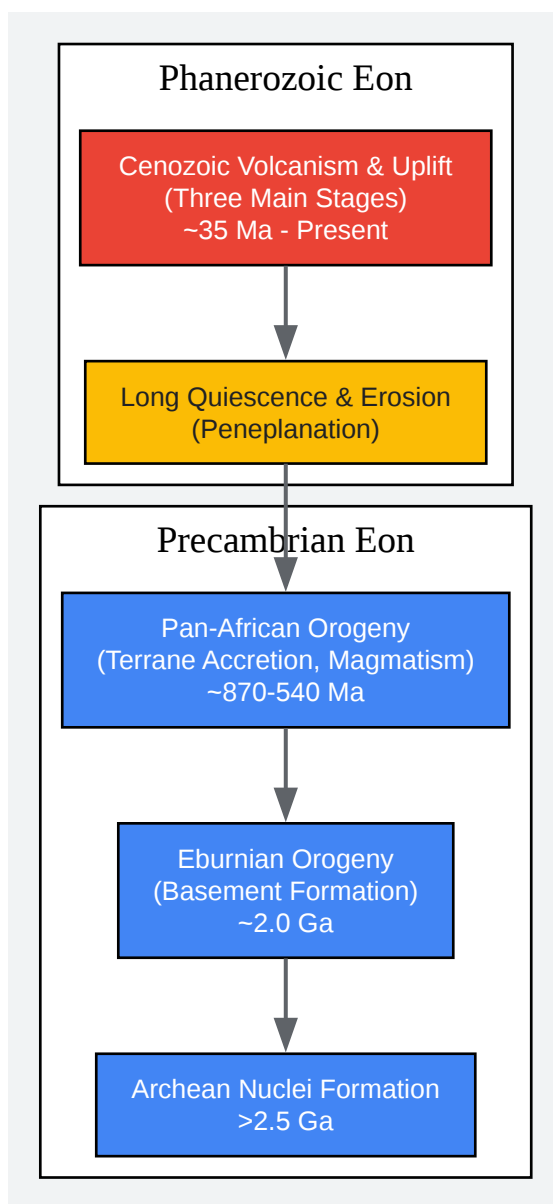 Phanerozoic Eon
Cenozoic Volcanism & Uplift
(Three Main Stages)
~35 Ma - Present
Long Quiescence & Erosion
(Peneplanation)
Precambrian Eon
Pan-African Orogeny
(Terrane Accretion, Magmatism)
~870-540 Ma
Eburnian Orogeny
(Basement Formation)
~2.0 Ga
Archean Nuclei Formation
>2.5 Ga